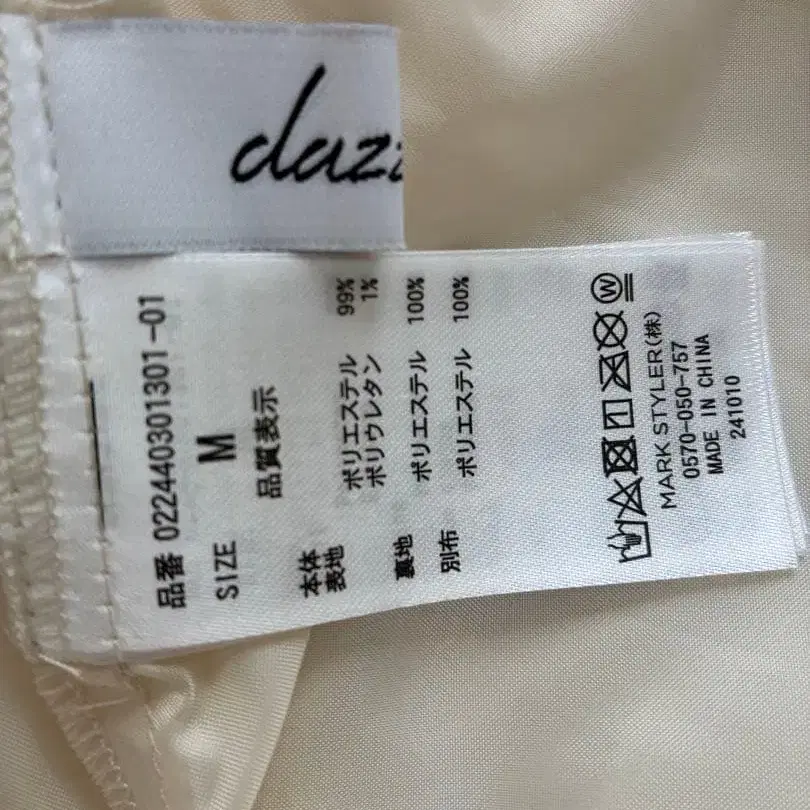 dazz
品番 022440301301-01
SIZE M
品質表示
本体
表地 ポリエステル 99%
ポリウレタン 1%
裏地 ポリエステル 100%
別布 ポリエステル 100%
W
MARK STYLER(株)
0570-050-757
MADE IN CHINA
241010